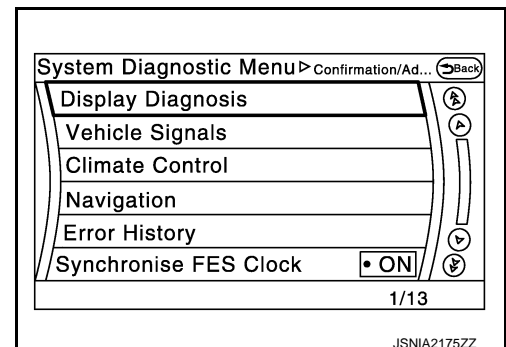 System Diagnostic Menu▷Confirmation/Ad... Back
Display Diagnosis
Vehicle Signals
Climate Control
Navigation
Error History
Synchronise FES Clock • ON
1/13
JSNIA2175ZZ